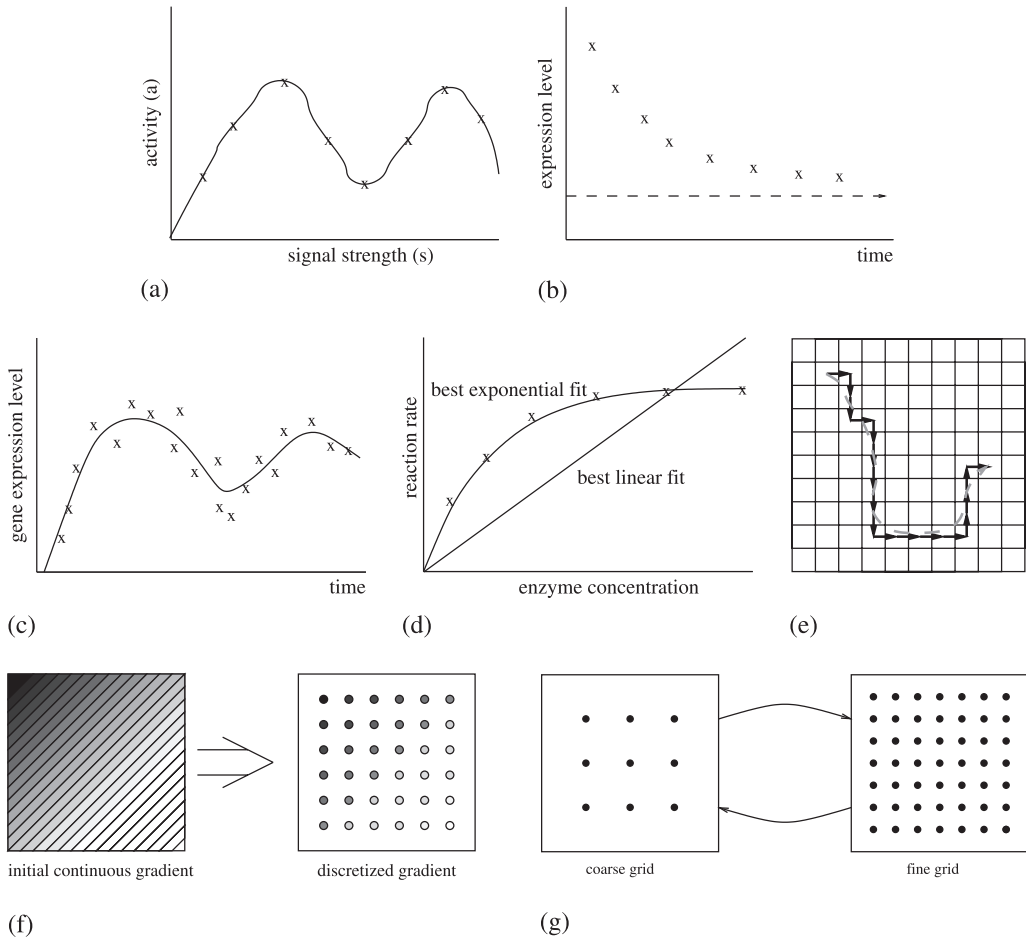 activity (a)
signal strength (s)
(a)
expression level
time
(b)
gene expression level
time
(c)
reaction rate
best exponential fit
best linear fit
enzyme concentration
(d)
(e)
initial continuous gradient
discretized gradient
(f)
coarse grid
fine grid
(g)